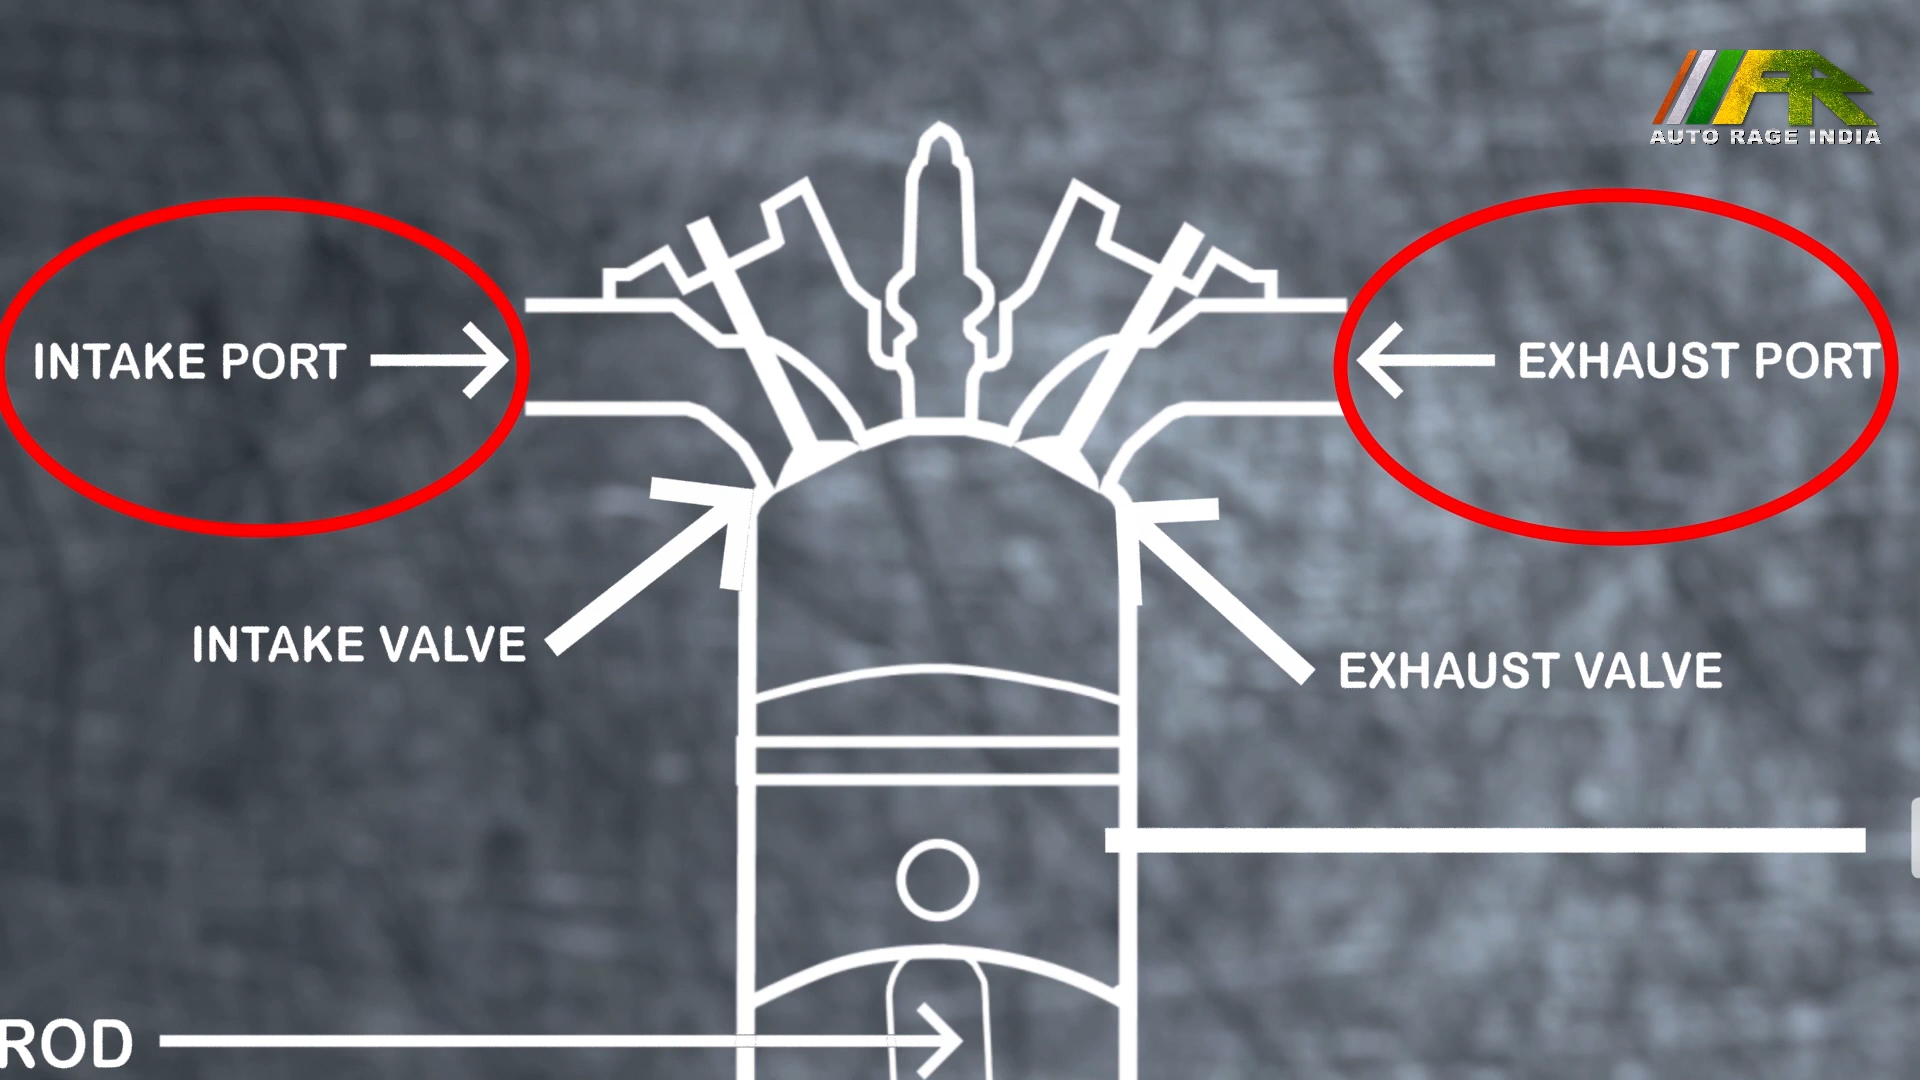 AUTO RAGE INDIA
INTAKE PORT
EXHAUST PORT
INTAKE VALVE
EXHAUST VALVE
ROD